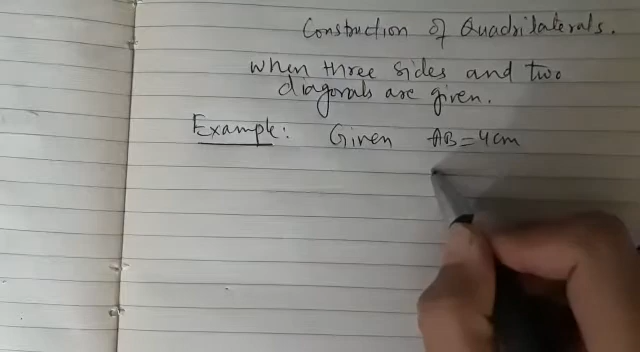 Construction of Quadrilaterals.
When three sides and two
diagonals are given.
Example: Given AB=4cm